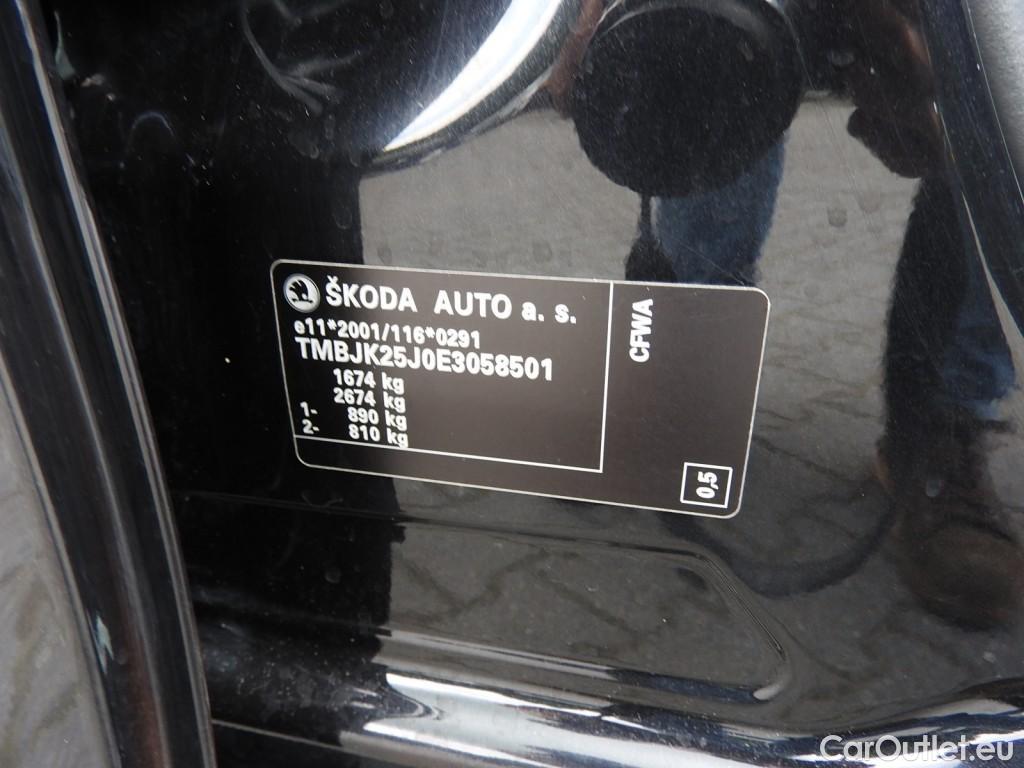 ŠKODA AUTO a. s.
e11*2001/116*0291
TMBJK25J0E3058501
1674 kg
2674 kg
1- 890 kg
2- 810 kg
CFWA
0,5
CarOutlet.eu